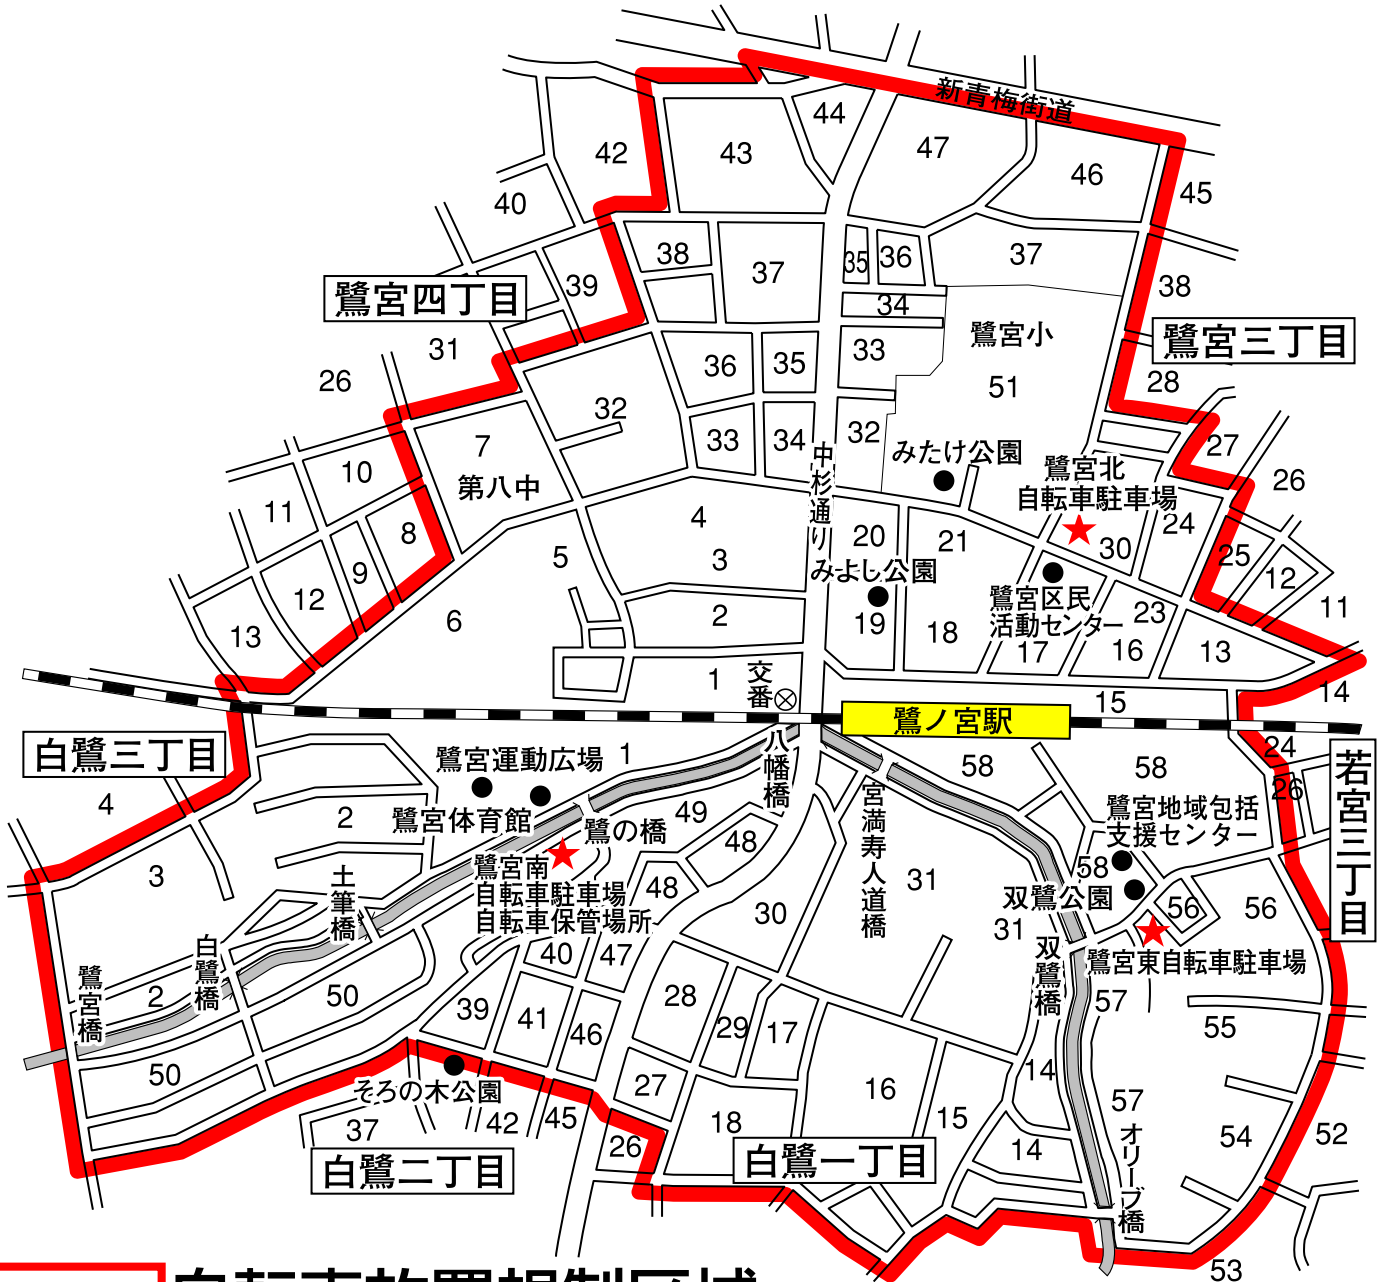 新青梅街道
44
42
43
47
46
45
40
38
37
35
36
37
38
39
34
鷺宮四丁目
鷺宮小
鷺宮三丁目
31
33
26
36
35
51
28
32
33
34
32
7
第八中
みたけ公園
27
10
鷺宮北
自転車駐車場
26
11
中杉通り
4
8
5
3
20
21
24
30
25
みよし公園
9
12
12
鷺宮区民
活動センター
11
6
2
19
18
23
13
17
16
13
1
交番
15
14
鷺ノ宮駅
白鷺三丁目
鷺宮運動広場
1
八幡橋
58
58
24
若宮三丁目
4
26
2
鷺宮体育館
鷺の橋
49
48
宮満寿人道橋
鷺宮地域包括
支援センター
3
土筆橋
鷺宮南
自転車駐車場
自転車保管場所
48
31
58
双鷺公園
30
56
56
白鷺橋
40
47
31
双鷺橋
鷺宮東自転車駐車場
鷺宮橋
2
50
39
41
46
28
29
17
57
55
50
そろの木公園
27
16
14
37
42
45
26
18
15
57
オリーブ橋
54
52
白鷺二丁目
白鷺一丁目
14
53
自転車放置規制区域